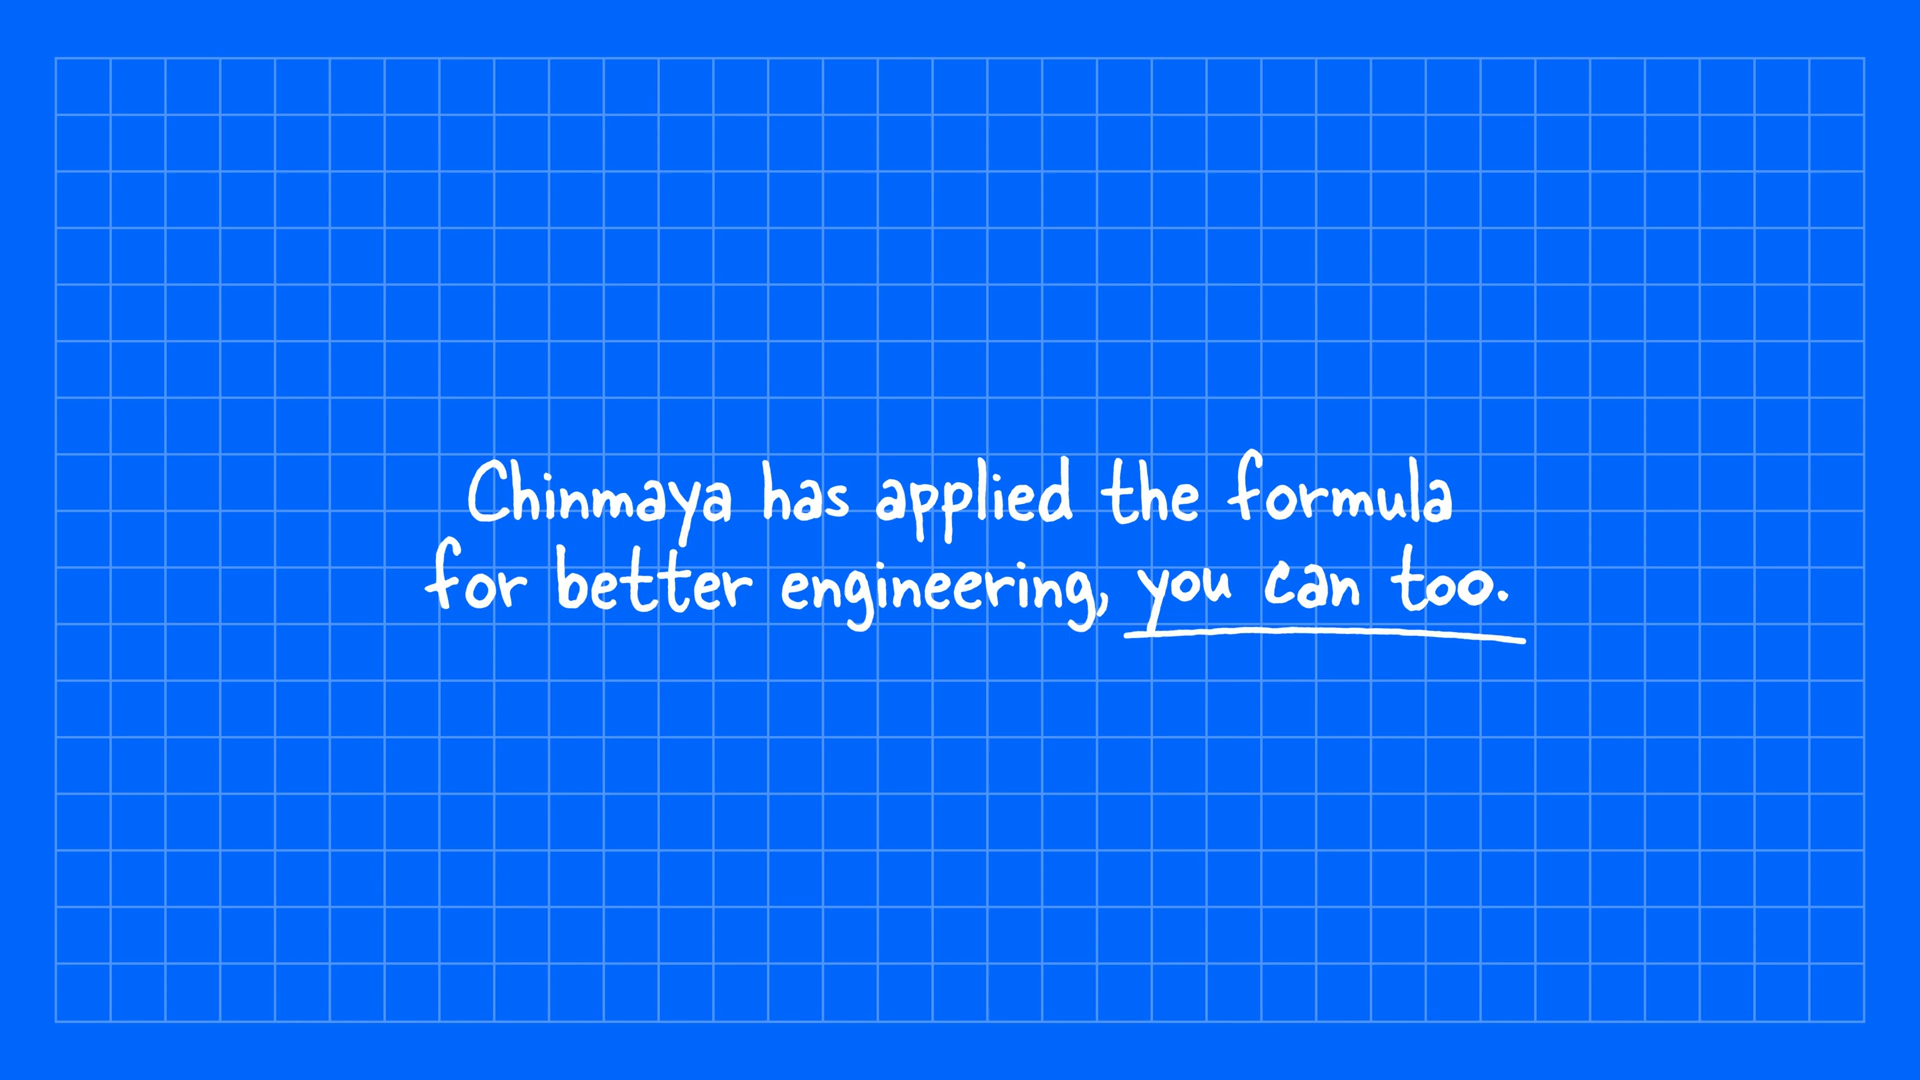 Chinmaya has applied the formula
for better engineering, you can too.